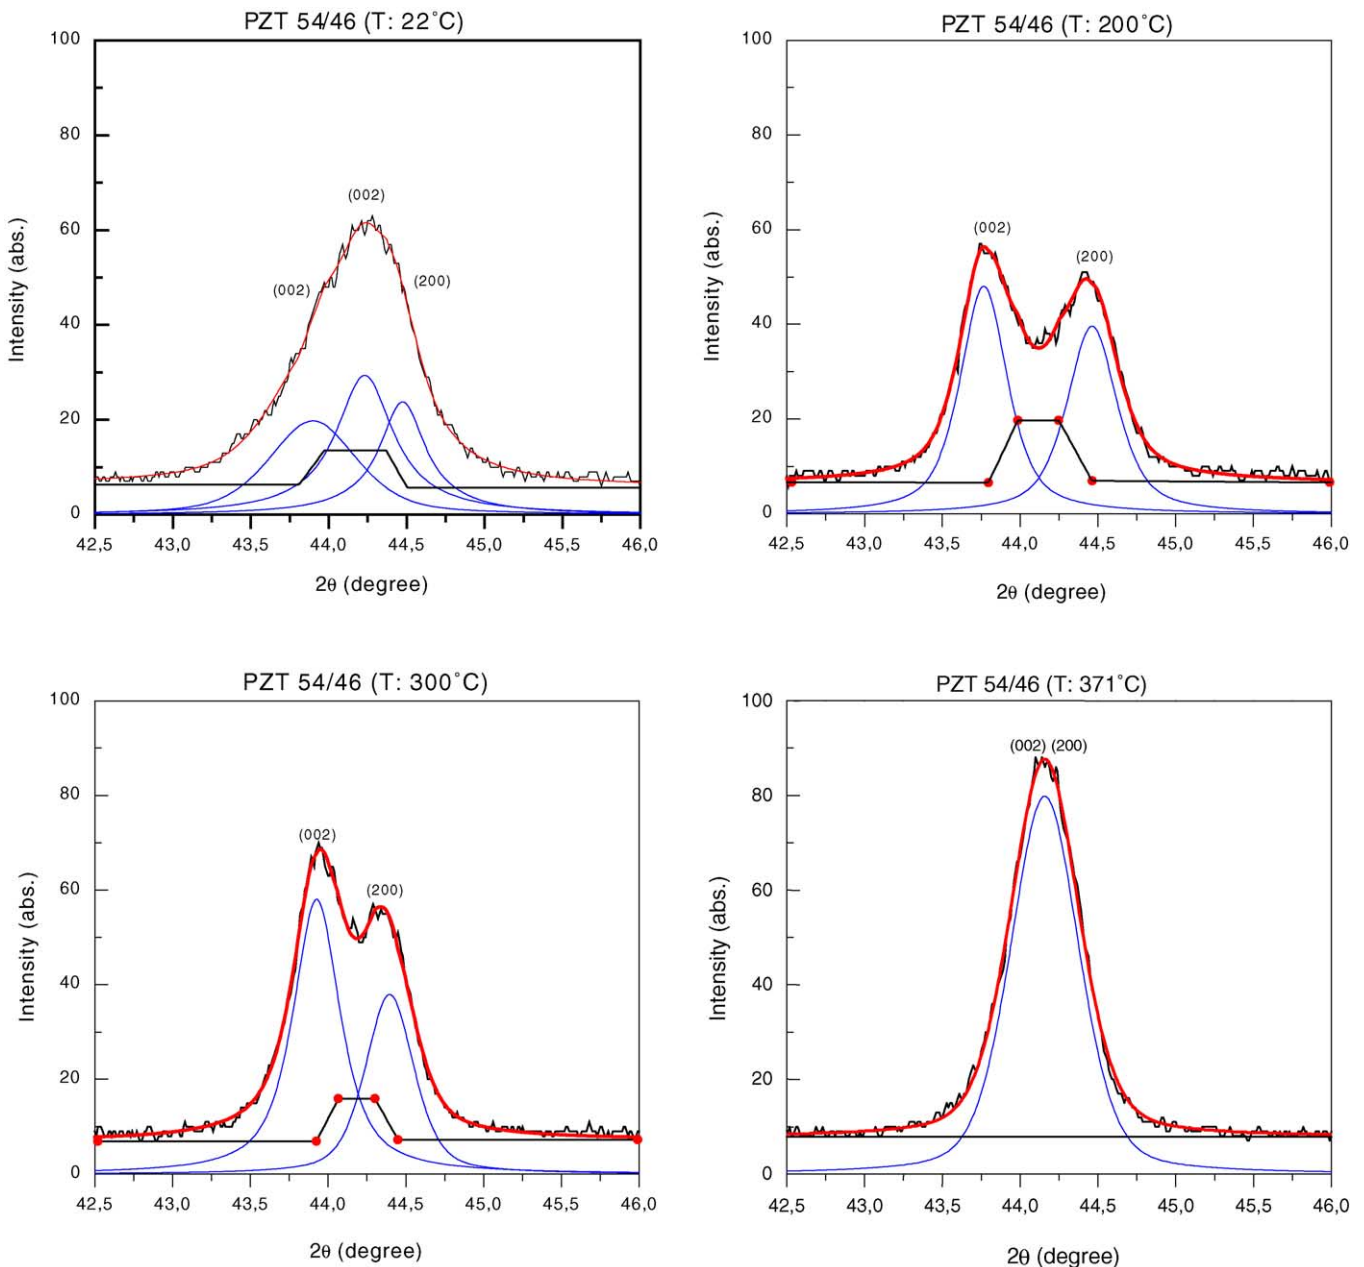 PZT 54/46 (T: 22˚C)
100
80
60
40
20
0
Intensity (abs.)
(002)
(002)
(200)
42,5 43,0 43,5 44,0 44,5 45,0 45,5 46,0
2θ (degree)
PZT 54/46 (T: 200˚C)
100
80
60
40
20
0
Intensity (abs.)
(002)
(200)
42,5 43,0 43,5 44,0 44,5 45,0 45,5 46,0
2θ (degree)
PZT 54/46 (T: 300˚C)
100
80
60
40
20
0
Intensity (abs.)
(002)
(200)
42,5 43,0 43,5 44,0 44,5 45,0 45,5 46,0
2θ (degree)
PZT 54/46 (T: 371˚C)
100
80
60
40
20
0
Intensity (abs.)
(002) (200)
42,5 43,0 43,5 44,0 44,5 45,0 45,5 46,0
2θ (degree)